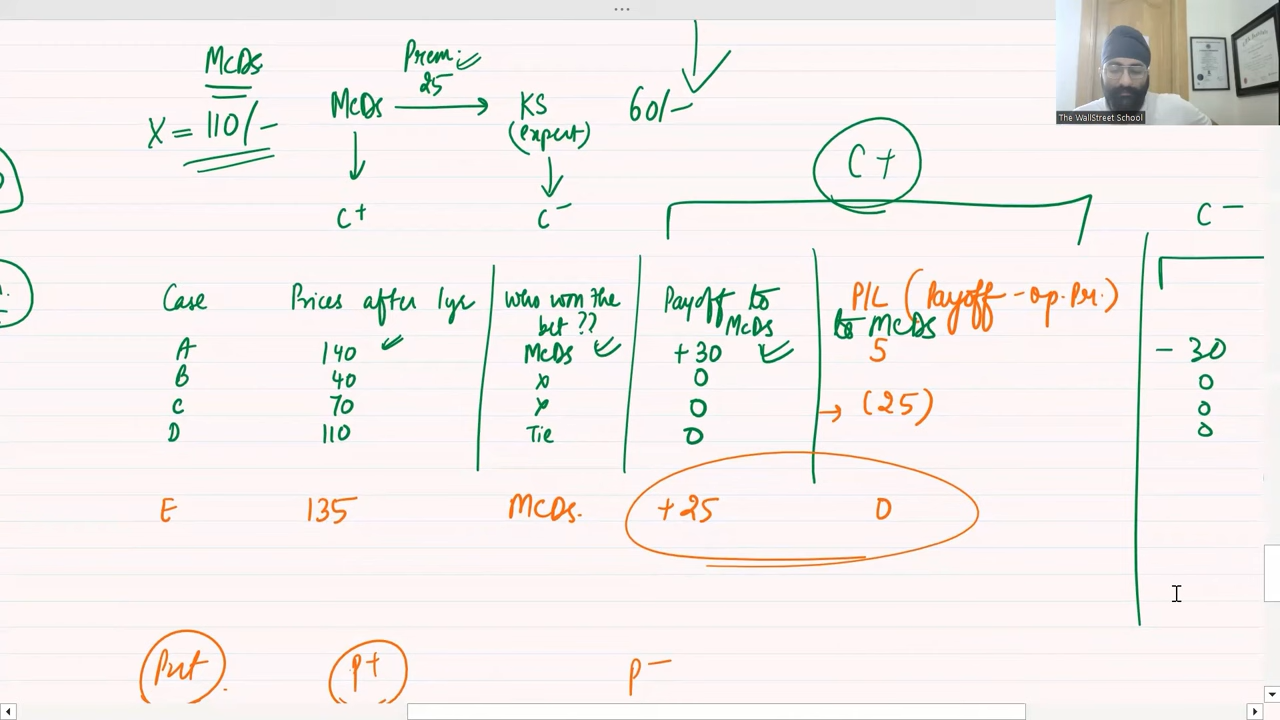 McDs
X = 110/-
McDs
Prem:
25
KS
(expert)
60/-
C+
C-
C+
C-
Case Prices after 1yr Who won the bet ?? Payoff to McDs P/L (Payoff - op. Pr.) to McDs
A 140 McDs +30 5 - 30
B 40 x 0 0
C 70 x 0 → (25) 0
D 110 Tie 0 0
E 135 McDs. +25 0
Put P+ P-
The WallStreet School